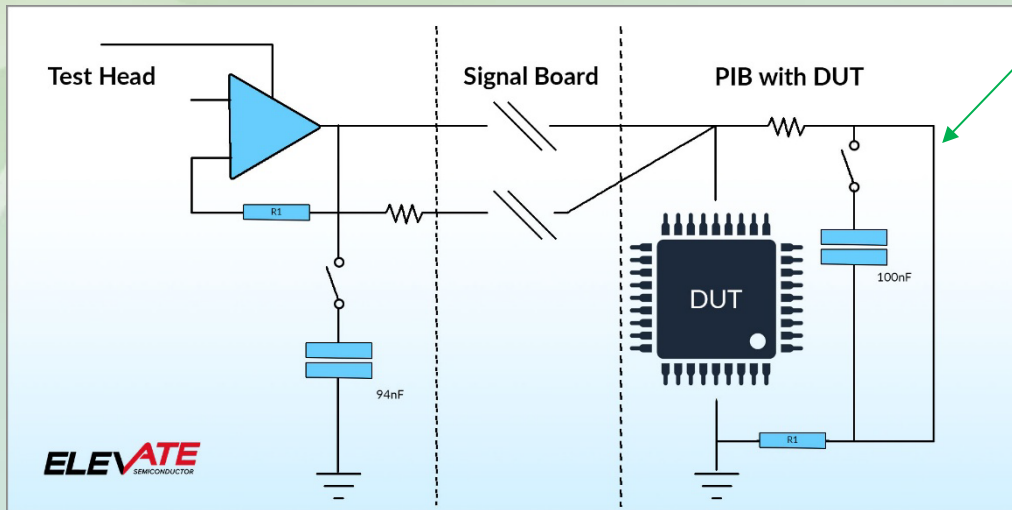 Test Head
Signal Board
PIB with DUT
R1
DUT
100nF
94nF
R1
ELEVATE
SEMICONDUCTOR